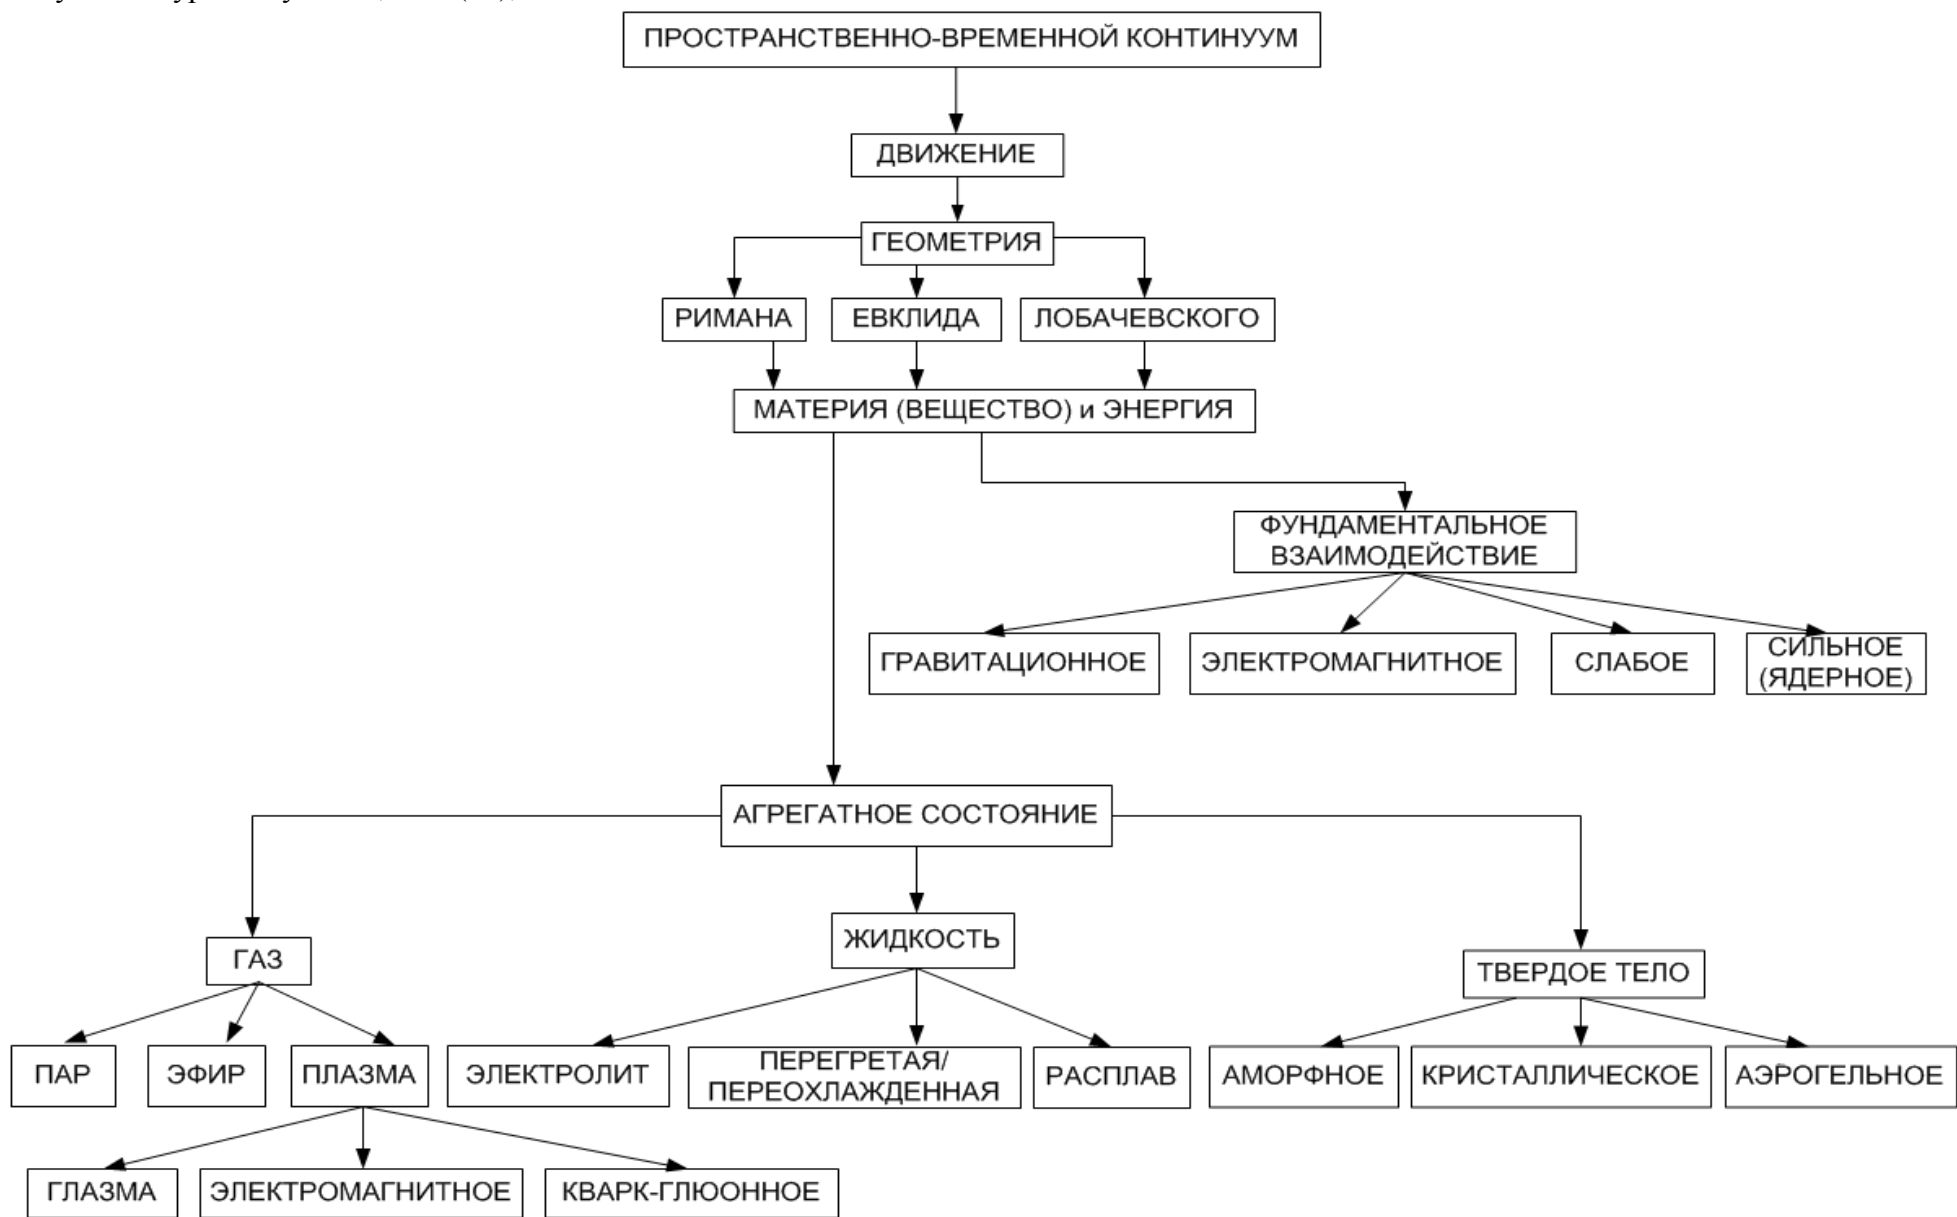 ПРОСТРАНСТВЕННО-ВРЕМЕННОЙ КОНТИНУУМ
ДВИЖЕНИЕ
ГЕОМЕТРИЯ
РИМАНА
ЕВКЛИДА
ЛОБАЧЕВСКОГО
МАТЕРИЯ (ВЕЩЕСТВО) и ЭНЕРГИЯ
ФУНДАМЕНТАЛЬНОЕ
ВЗАИМОДЕЙСТВИЕ
ГРАВИТАЦИОННОЕ
ЭЛЕКТРОМАГНИТНОЕ
СЛАБОЕ
СИЛЬНОЕ
(ЯДЕРНОЕ)
АГРЕГАТНОЕ СОСТОЯНИЕ
ГАЗ
ЖИДКОСТЬ
ТВЕРДОЕ ТЕЛО
ПАР
ЭФИР
ПЛАЗМА
ЭЛЕКТРОЛИТ
ПЕРЕГРЕТАЯ/
ПЕРЕОХЛАЖДЕННАЯ
РАСПЛАВ
АМОРФНОЕ
КРИСТАЛЛИЧЕСКОЕ
АЭРОГЕЛЬНОЕ
ГЛАЗМА
ЭЛЕКТРОМАГНИТНОЕ
КВАРК-ГЛЮОННОЕ